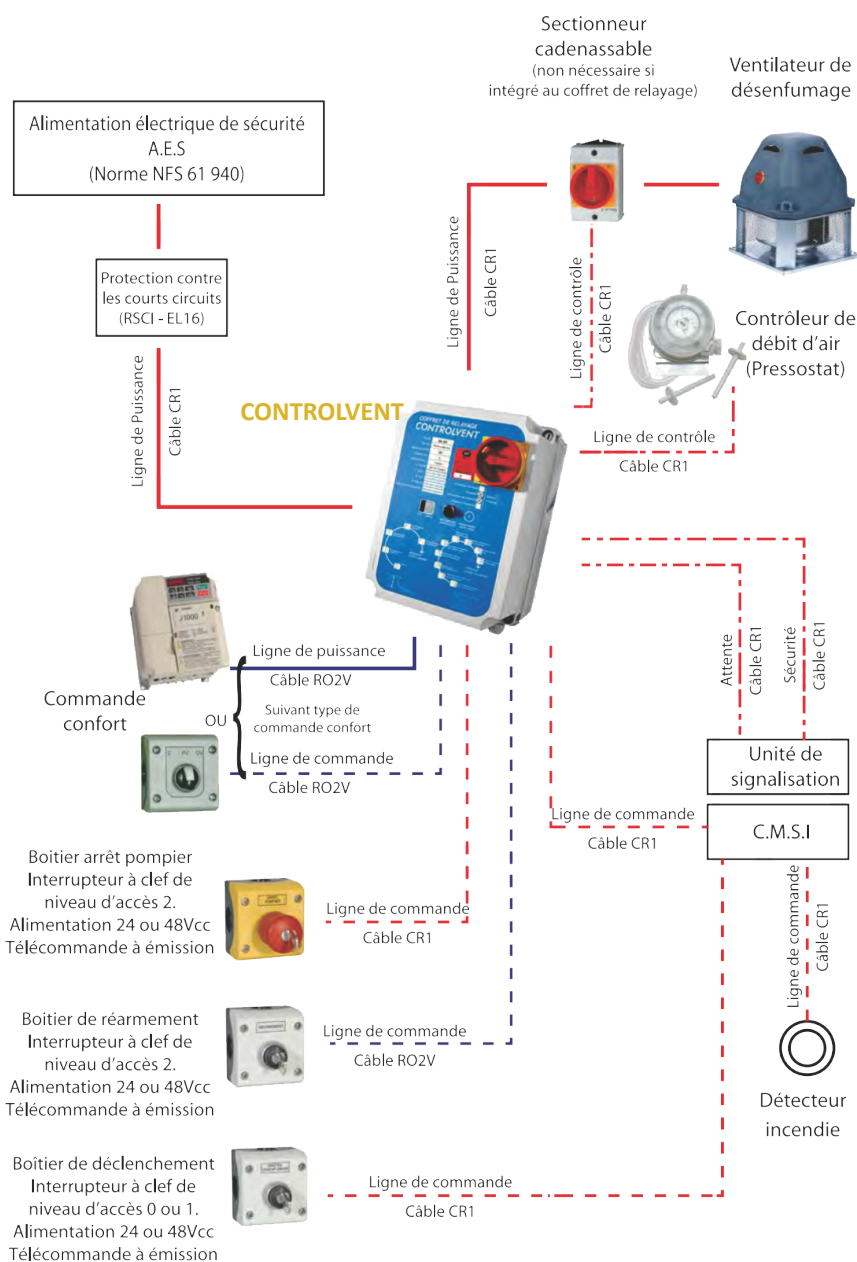 Sectionneur
cadenassable
(non nécessaire si
intégré au coffret de relayage)
Ventilateur de
désenfumage
Alimentation électrique de sécurité
A.E.S
(Norme NFS 61 940)
Protection contre
les courts circuits
(RSCI - EL16)
Ligne de Puissance
Câble CR1
Ligne de Puissance
Câble CR1
Ligne de contrôle
Câble CR1
Contrôleur de
débit d'air
(Pressostat)
Ligne de contrôle
Câble CR1
CONTROLVENT
COFFRET DE RELAYAGE
CONTROLVENT
J1000
Commande
confort
Ligne de puissance
Câble RO2V
OU
Suivant type de
commande confort
Ligne de commande
Câble RO2V
Attente
Câble CR1
Sécurité
Câble CR1
Unité de
signalisation
C.M.S.I
Ligne de commande
Câble CR1
Ligne de commande
Câble CR1
Détecteur
incendie
Boitier arrêt pompier
Interrupteur à clef de
niveau d'accès 2.
Alimentation 24 ou 48Vcc
Télécommande à émission
Ligne de commande
Câble CR1
Boitier de réarmement
Interrupteur à clef de
niveau d'accès 2.
Alimentation 24 ou 48Vcc
Télécommande à émission
Ligne de commande
Câble RO2V
Boîtier de déclenchement
Interrupteur à clef de
niveau d'accès 0 ou 1.
Alimentation 24 ou 48Vcc
Télécommande à émission
Ligne de commande
Câble CR1